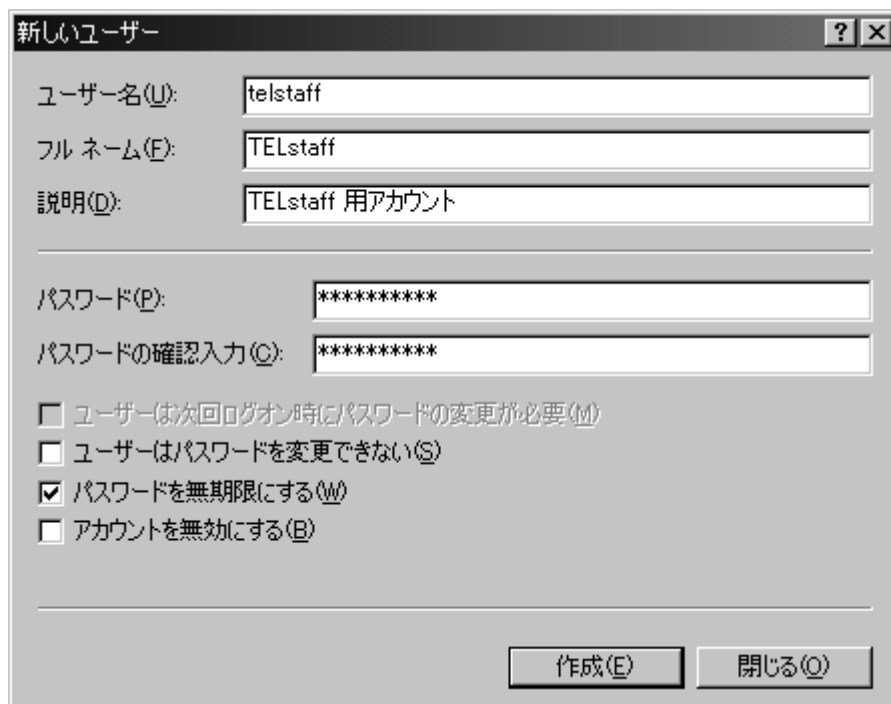 新しいユーザー
ユーザー名(U): telstaff
フル ネーム(F): TELstaff
説明(D): TELstaff 用アカウント
パスワード(P): **********
パスワードの確認入力(C): **********
ユーザーは次回ログオン時にパスワードの変更が必要(M)
ユーザーはパスワードを変更できない(S)
パスワードを無期限にする(W)
アカウントを無効にする(B)
作成(E) 閉じる(O)